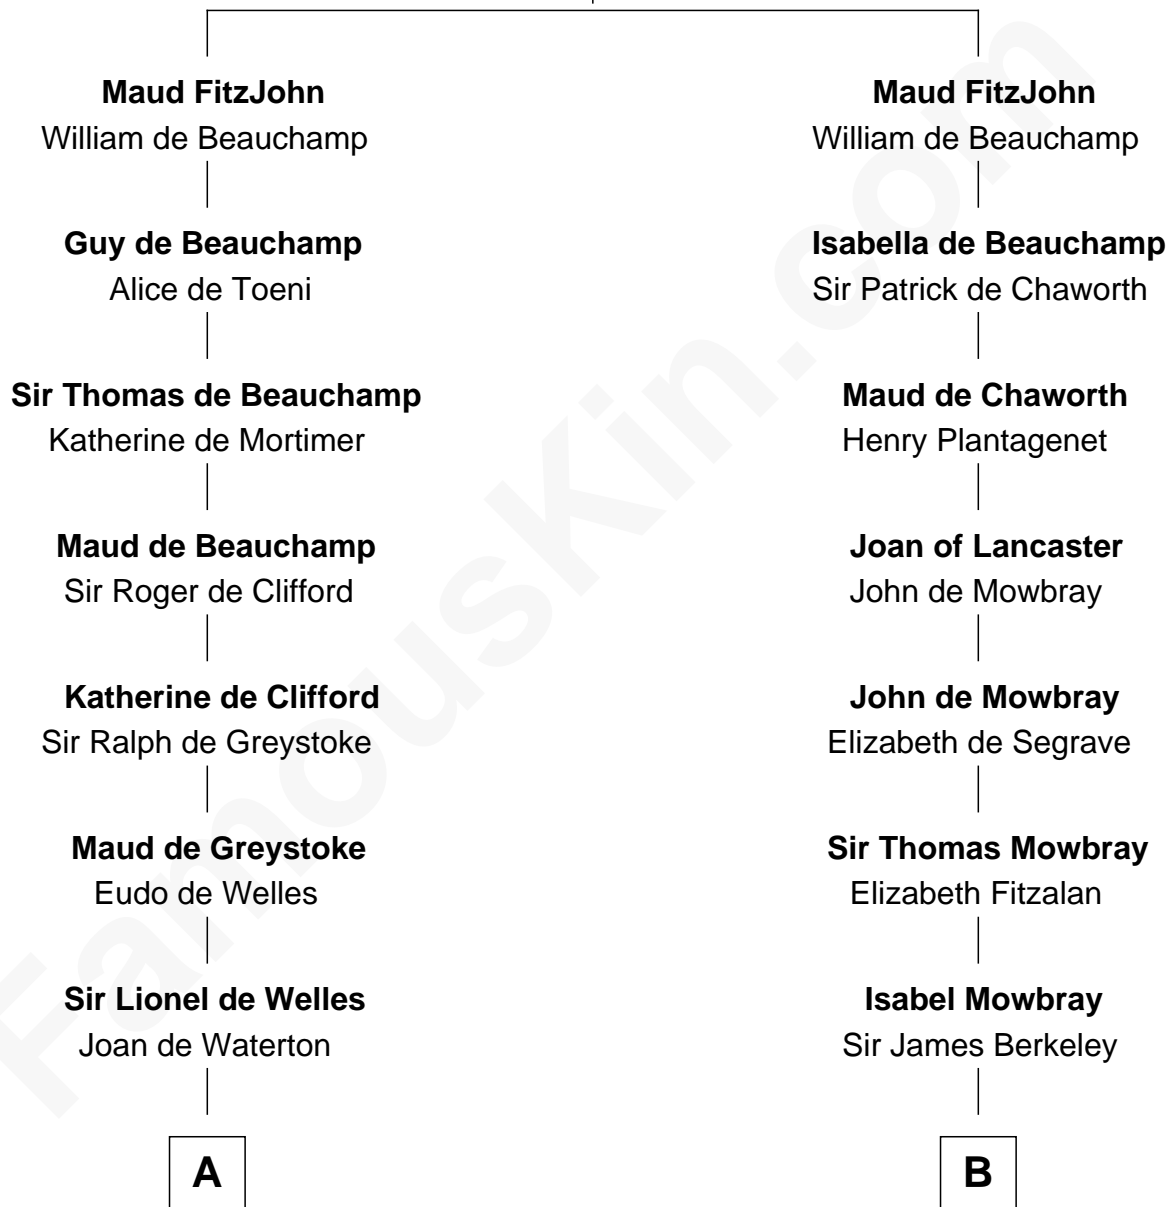 Maud FitzJohn
William de Beauchamp
Guy de Beauchamp
Alice de Toeni
Sir Thomas de Beauchamp
Katherine de Mortimer
Maud de Beauchamp
Sir Roger de Clifford
Katherine de Clifford
Sir Ralph de Greystoke
Maud de Greystoke
Eudo de Welles
Sir Lionel de Welles
Joan de Waterton
A
Maud FitzJohn
William de Beauchamp
Isabella de Beauchamp
Sir Patrick de Chaworth
Maud de Chaworth
Henry Plantagenet
Joan of Lancaster
John de Mowbray
John de Mowbray
Elizabeth de Segrave
Sir Thomas Mowbray
Elizabeth Fitzalan
Isabel Mowbray
Sir James Berkeley
B
FamousKin.com